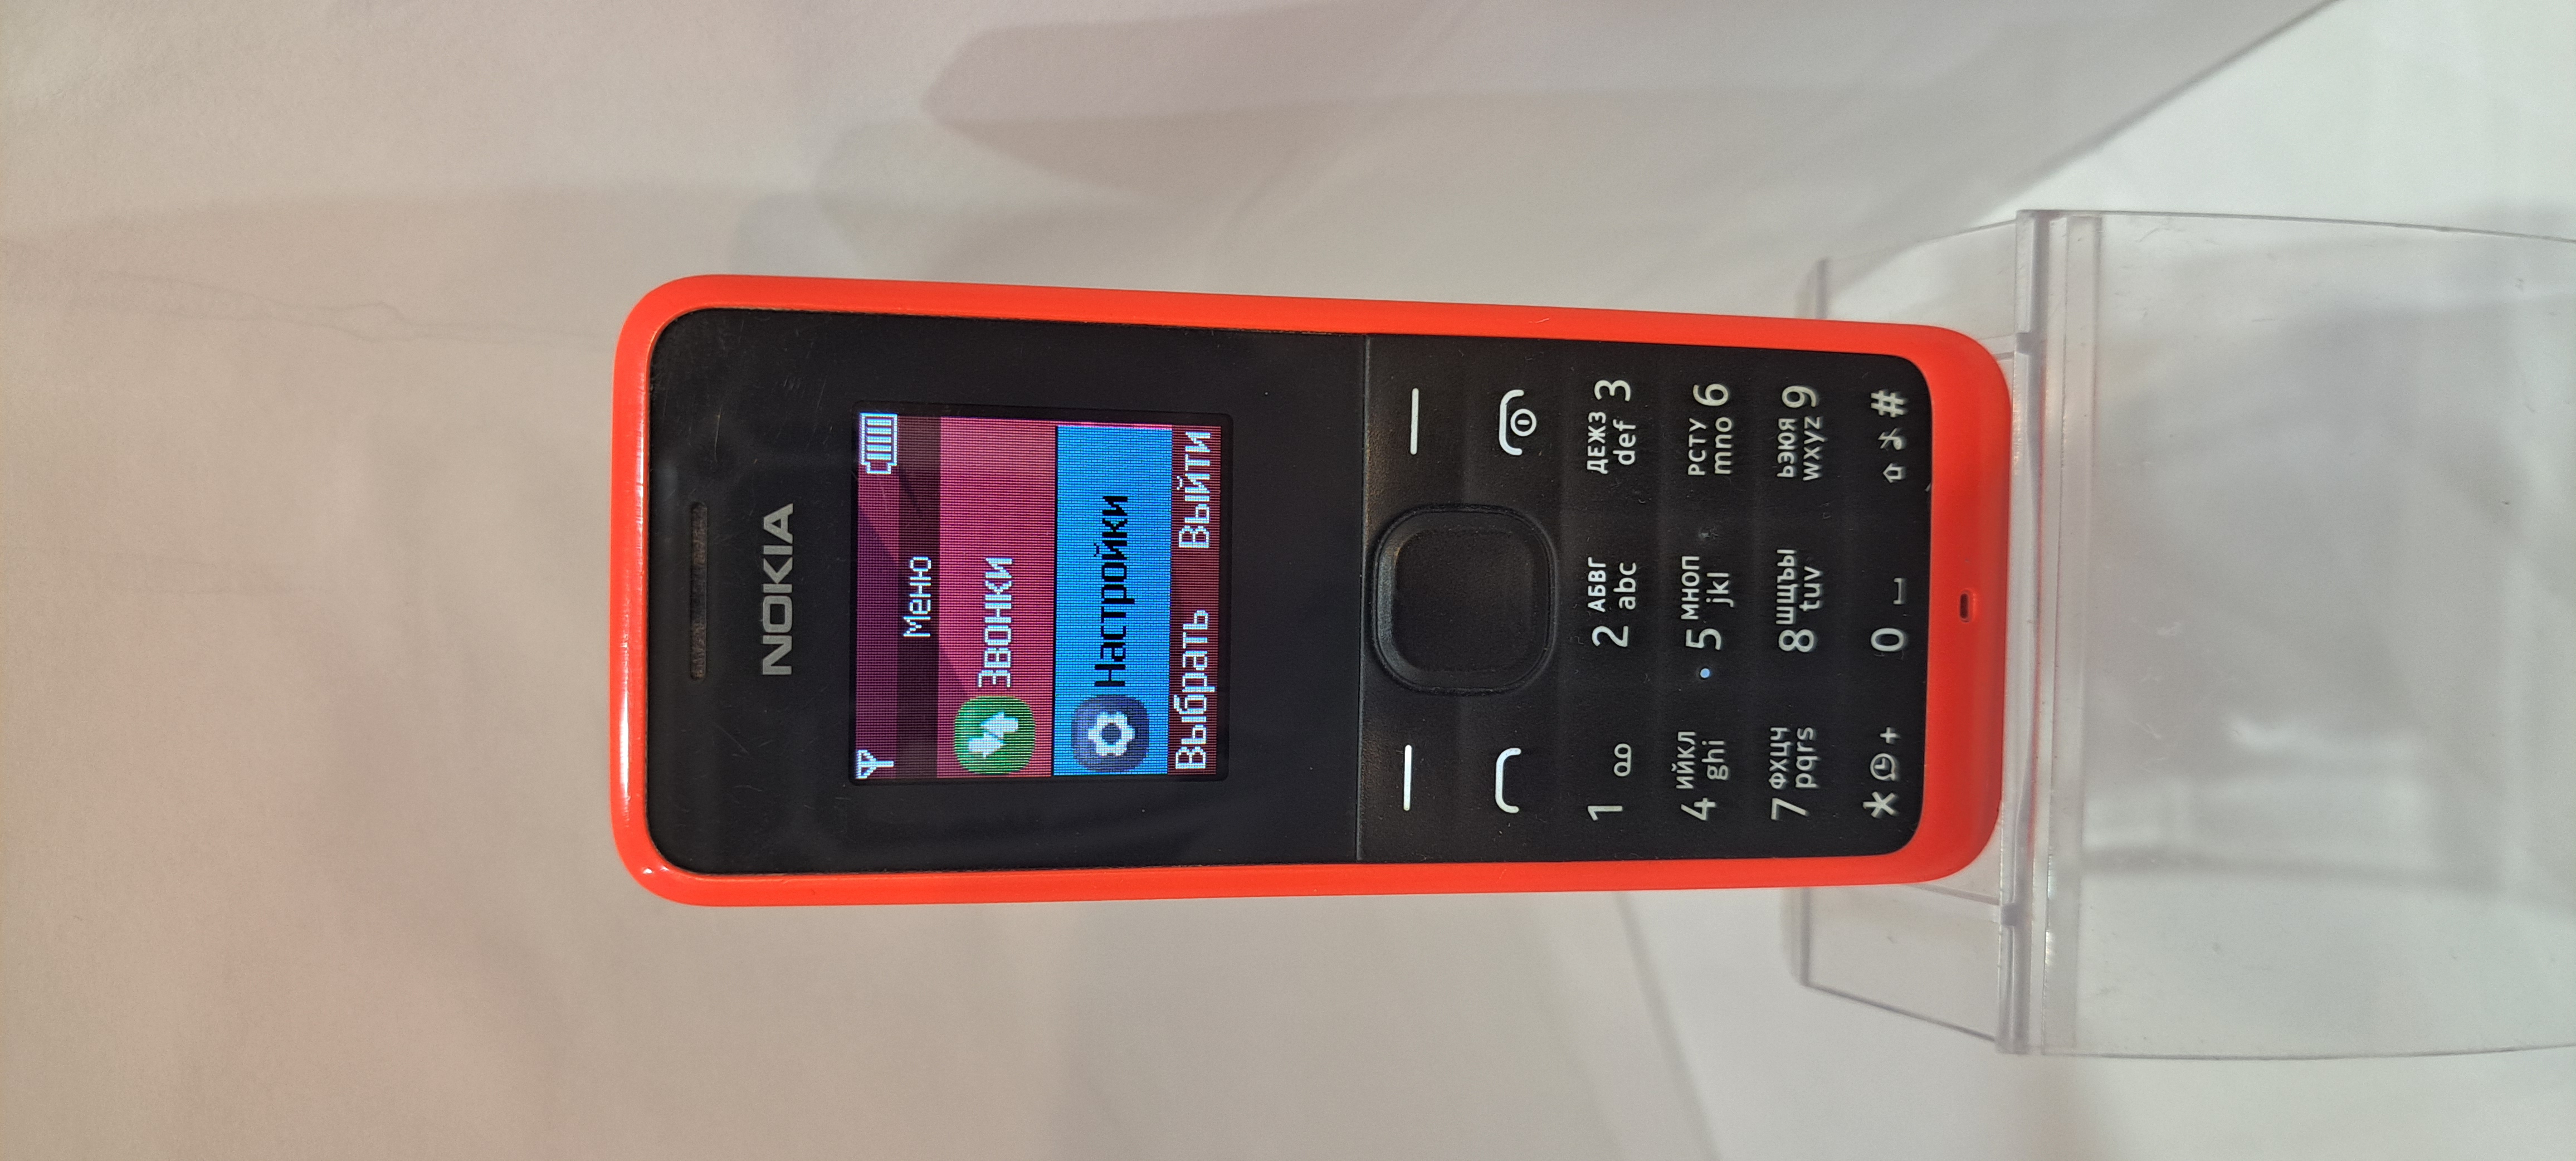 NOKIA
Меню
Звонки
Настройки
Выбрать Выйти
1 2 АБВГ abc ДЕЖЗ def 3
4 ИЙКЛ ghi 5 МНОП jkl РСТУ mno 6
7 ФХЦЧ pqrs 8 ШЩЪЫ tuv ЬЭЮЯ wxyz 9
* + 0 #